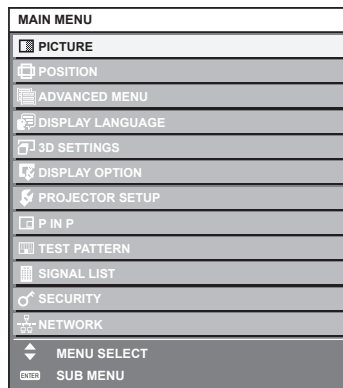 MAIN MENU
PICTURE
POSITION
ADVANCED MENU
DISPLAY LANGUAGE
3D SETTINGS
DISPLAY OPTION
PROJECTOR SETUP
P IN P
TEST PATTERN
SIGNAL LIST
SECURITY
NETWORK
MENU SELECT
ENTER SUB MENU